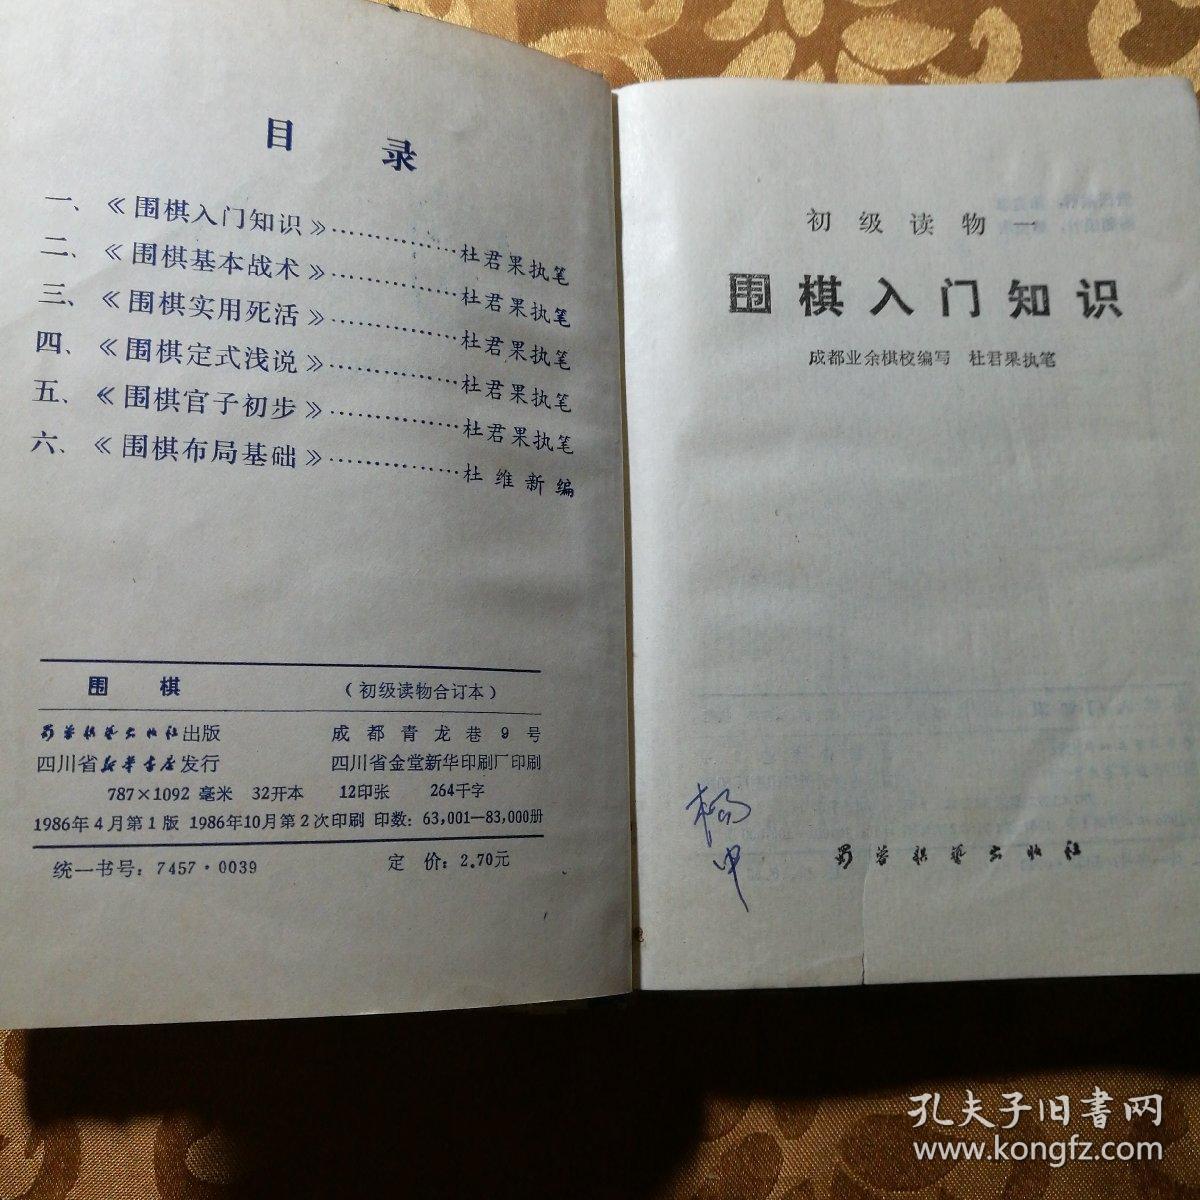 目 录
一、《围棋入门知识》……………杜君果执笔
二、《围棋基本战术》……………杜君果执笔
三、《围棋实用死活》……………杜君果执笔
四、《围棋定式浅说》……………杜君果执笔
五、《围棋官子初步》……………杜君果执笔
六、《围棋布局基础》……………杜维新编
围 棋 （初级读物合订本）
蜀蓉棋艺出版社出版 成都青龙巷9号
四川省新华书店发行 四川省金堂新华印刷厂印刷
787×1092 毫米 32开本 12印张 264千字
1986年4月第1版 1986年10月第2次印刷 印数：63,001—83,000册
统一书号：7457·0039 定 价：2.70元
初级读物一
围棋入门知识
成都业余棋校编写 杜君果执笔
杨
中
蜀蓉棋艺出版社
孔夫子旧书网
www.kongfz.com